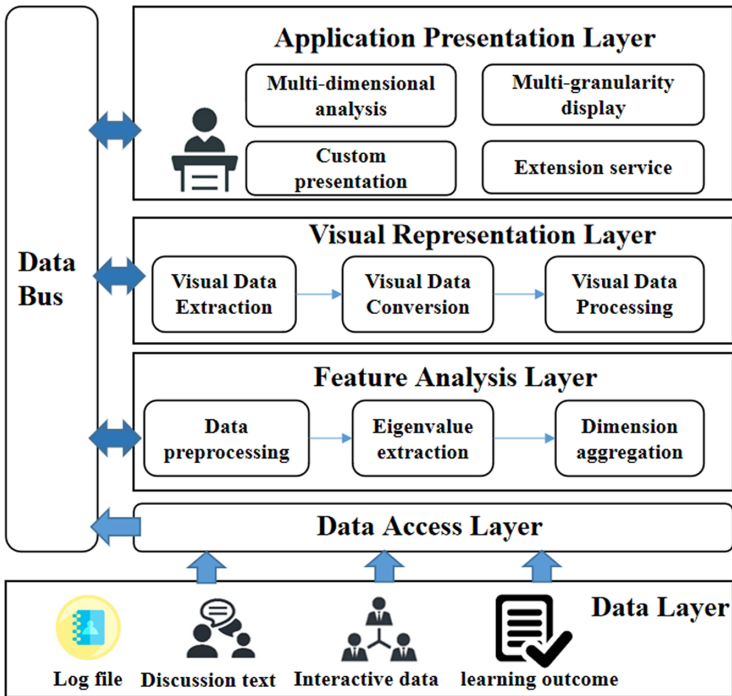 Application Presentation Layer
Multi-dimensional
analysis
Multi-granularity
display
Custom
presentation
Extension service
Data
Bus
Visual Representation Layer
Visual Data
Extraction
Visual Data
Conversion
Visual Data
Processing
Feature Analysis Layer
Data
preprocessing
Eigenvalue
extraction
Dimension
aggregation
Data Access Layer
Data Layer
Log file
Discussion text
Interactive data
learning outcome